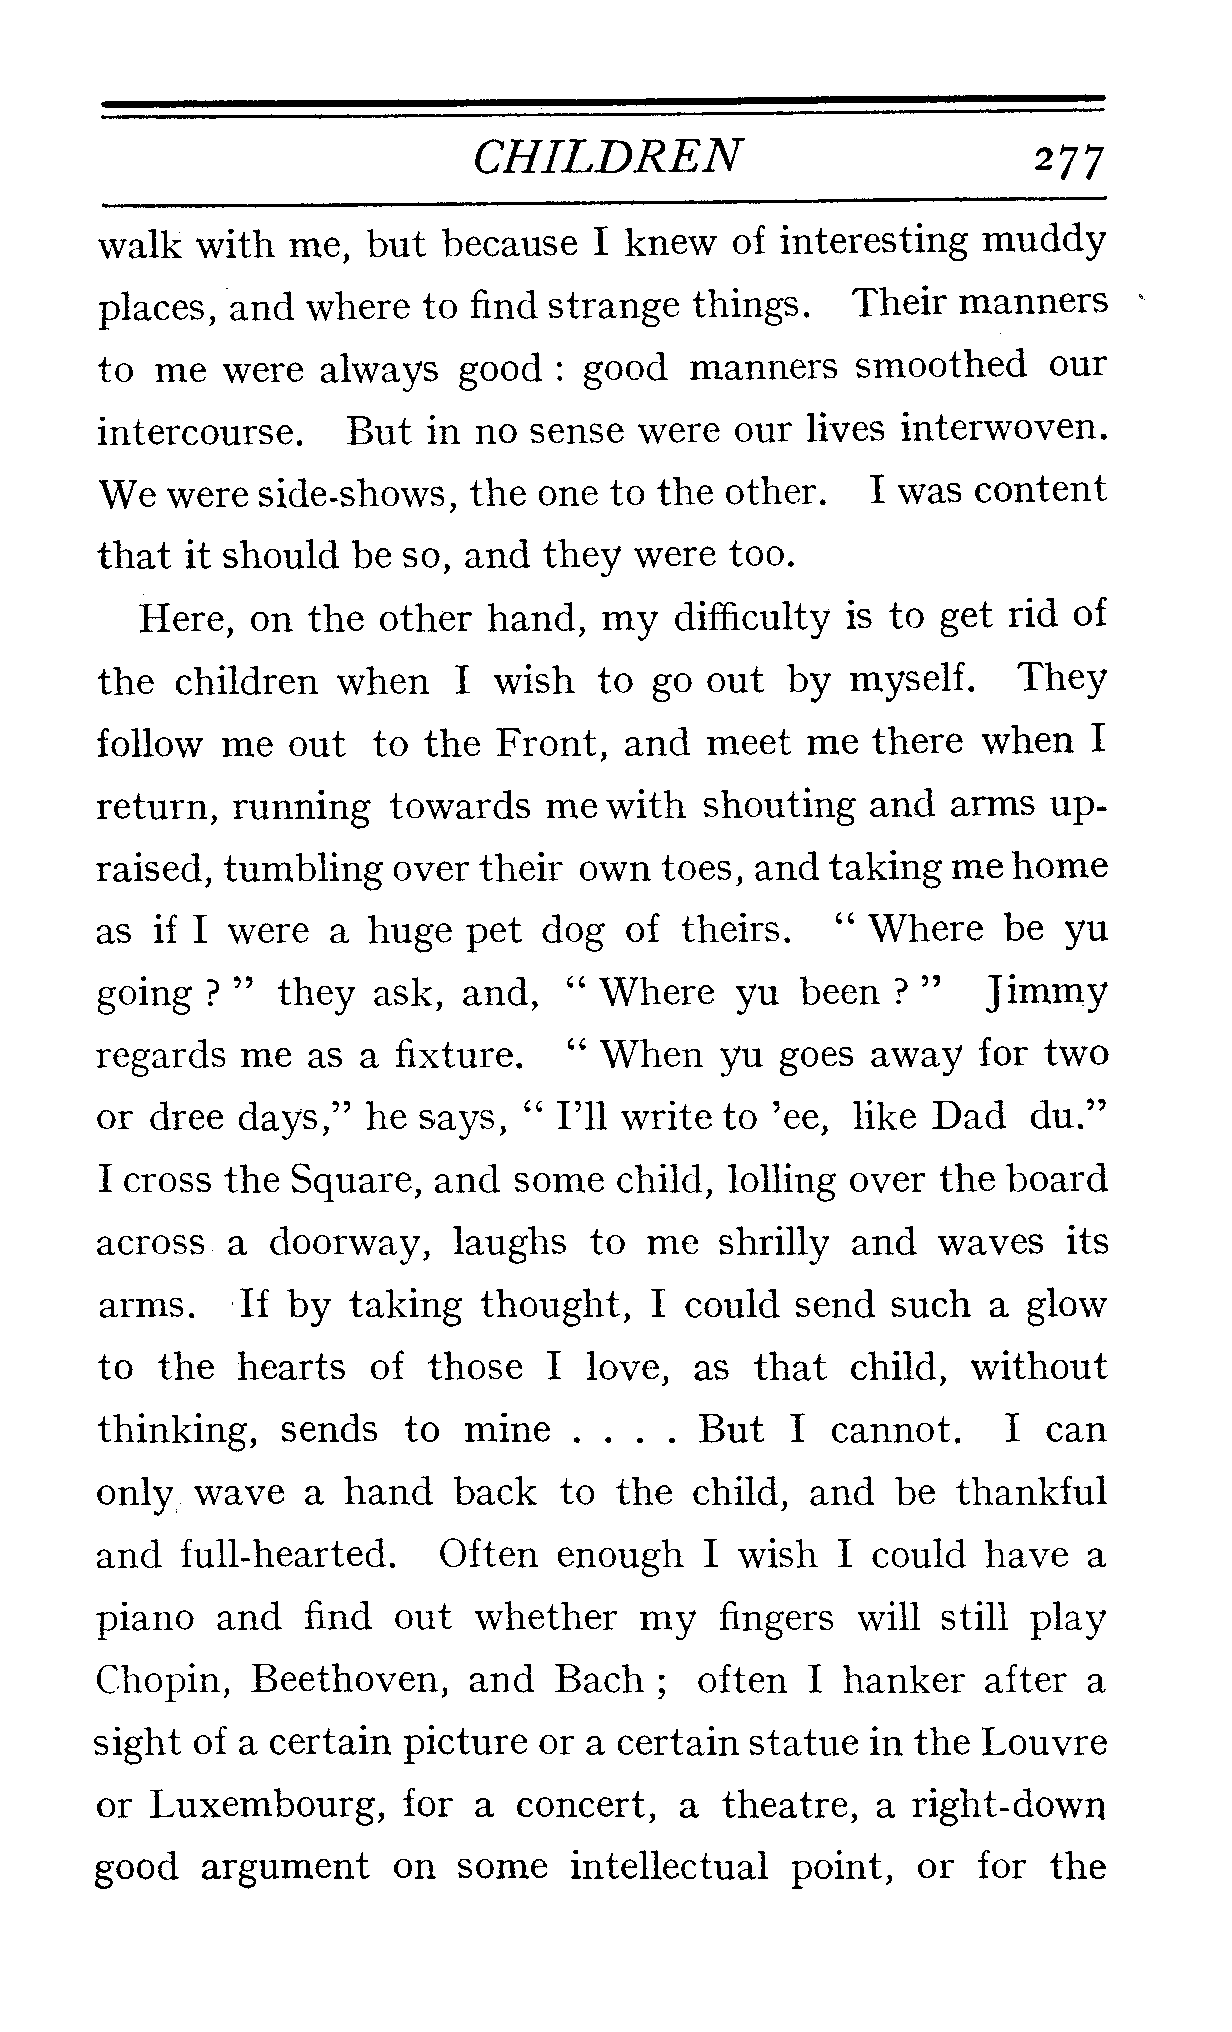 CHILDREN 277
walk with me, but because I knew of interesting muddy
places, and where to find strange things. Their manners
to me were always good : good manners smoothed our
intercourse. But in no sense were our lives interwoven.
We were side-shows, the one to the other. I was content
that it should be so, and they were too.
Here, on the other hand, my difficulty is to get rid of
the children when I wish to go out by myself. They
follow me out to the Front, and meet me there when I
return, running towards me with shouting and arms up-
raised, tumbling over their own toes, and taking me home
as if I were a huge pet dog of theirs. “ Where be yu
going ? ” they ask, and, “ Where yu been ? ” Jimmy
regards me as a fixture. “ When yu goes away for two
or dree days,” he says, “ I’ll write to ’ee, like Dad du.”
I cross the Square, and some child, lolling over the board
across a doorway, laughs to me shrilly and waves its
arms. If by taking thought, I could send such a glow
to the hearts of those I love, as that child, without
thinking, sends to mine . . . . But I cannot. I can
only wave a hand back to the child, and be thankful
and full-hearted. Often enough I wish I could have a
piano and find out whether my fingers will still play
Chopin, Beethoven, and Bach ; often I hanker after a
sight of a certain picture or a certain statue in the Louvre
or Luxembourg, for a concert, a theatre, a right-down
good argument on some intellectual point, or for the